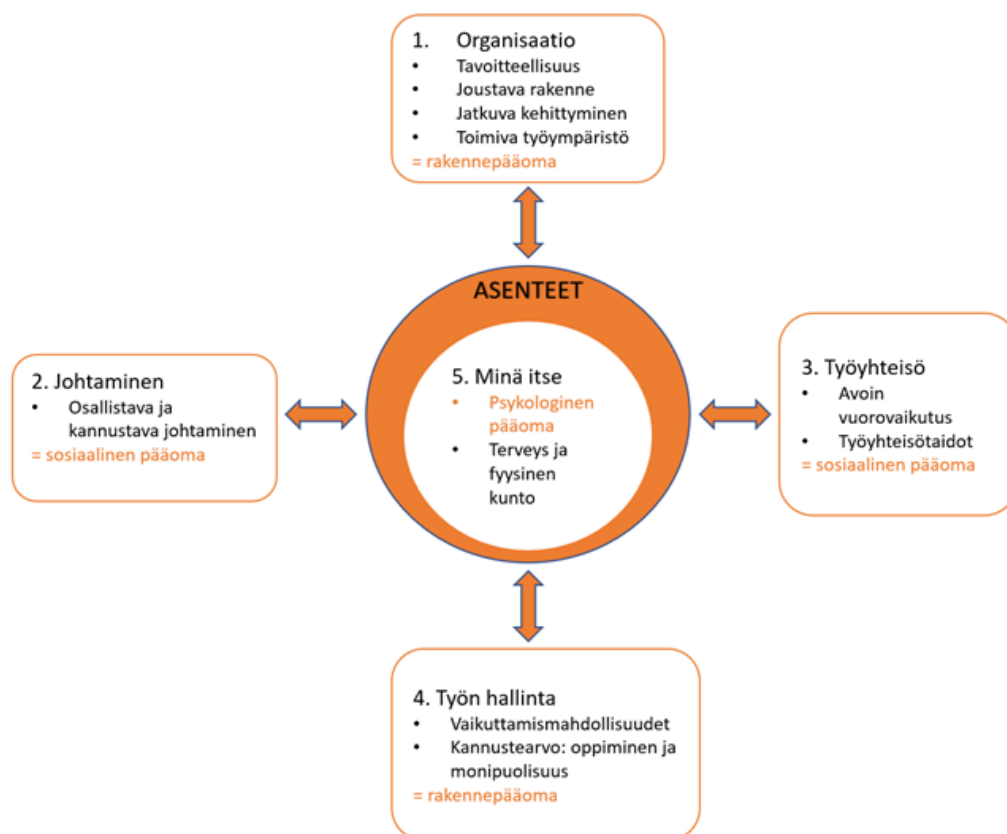 1. Organisaatio
• Tavoitteellisuus
• Joustava rakenne
• Jatkuva kehittyminen
• Toimiva työympäristö
= rakennepääoma
ASENTEET
2. Johtaminen
• Osallistava ja
kannustava johtaminen
= sosiaalinen pääoma
5. Minä itse
• Psykologinen
pääoma
• Terveys ja
fyysinen
kunto
3. Työyhteisö
• Avoin
vuorovaikutus
• Työyhteisötaidot
= sosiaalinen pääoma
4. Työn hallinta
• Vaikuttamismahdollisuudet
• Kannustearvo: oppiminen ja
monipuolisuus
= rakennepääoma